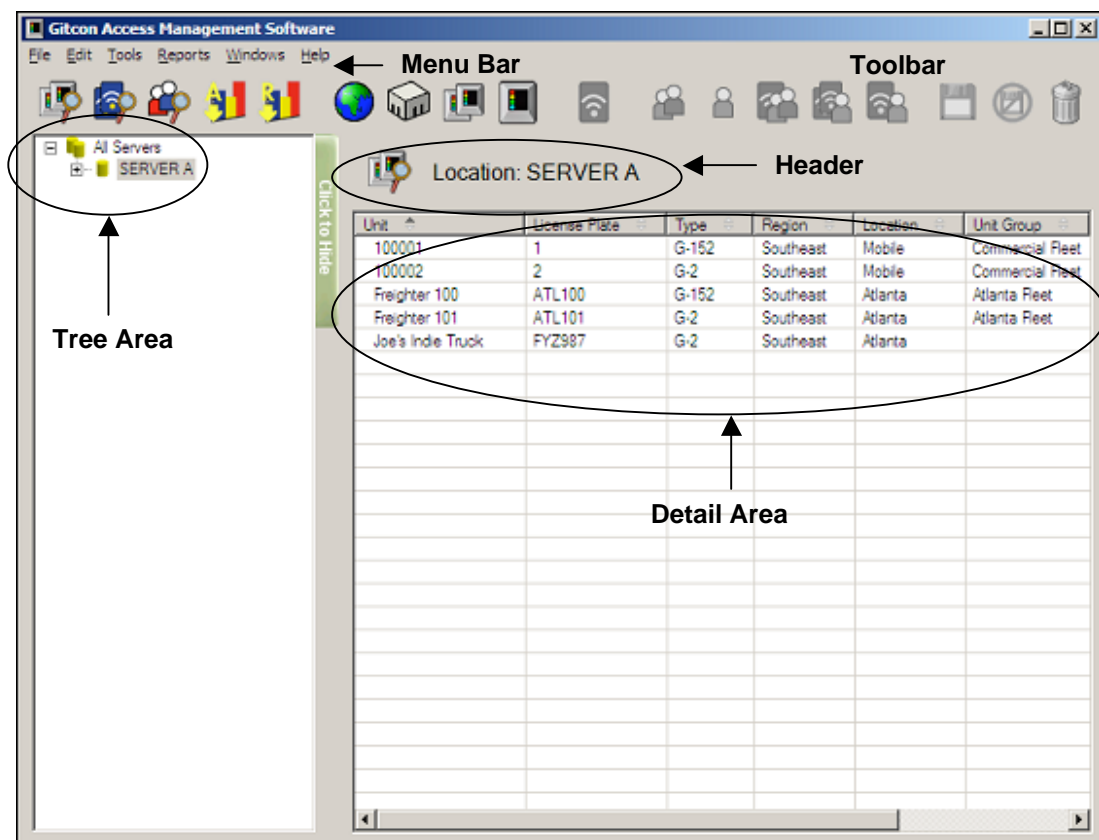 Gitcon Access Management Software
File Edit Tools Reports Windows Help
Menu Bar
Toolbar
All Servers
SERVER A
Click to Hide
Location: SERVER A
Header
Unit License Plate Type Region Location Unit Group
100001 1 G-152 Southeast Mobile Commercial Fleet
100002 2 G-2 Southeast Mobile Commercial Fleet
Freighter 100 ATL100 G-152 Southeast Atlanta Atlanta Fleet
Freighter 101 ATL101 G-2 Southeast Atlanta Atlanta Fleet
Joe's Indie Truck FYZ987 G-2 Southeast Atlanta
Tree Area
Detail Area